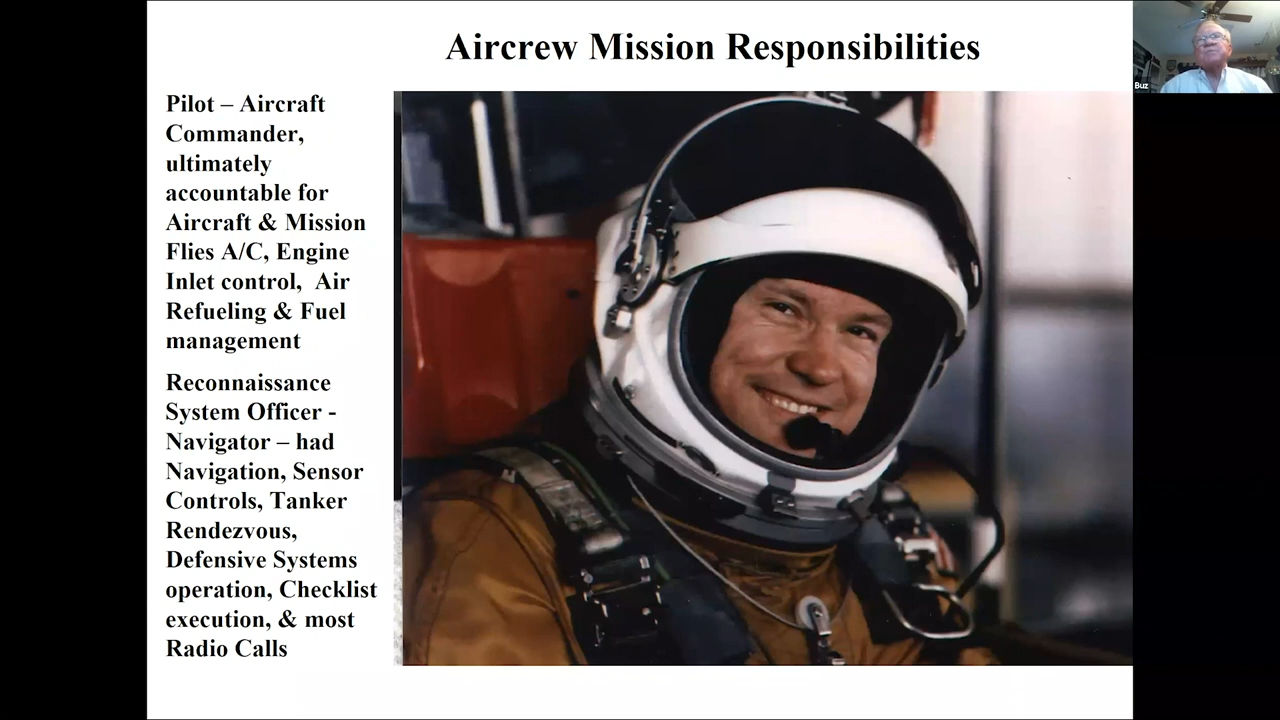 Aircrew Mission Responsibilities
Pilot – Aircraft
Commander,
ultimately
accountable for
Aircraft & Mission
Flies A/C, Engine
Inlet control, Air
Refueling & Fuel
management
Reconnaissance
System Officer -
Navigator – had
Navigation, Sensor
Controls, Tanker
Rendezvous,
Defensive Systems
operation, Checklist
execution, & most
Radio Calls
Buz